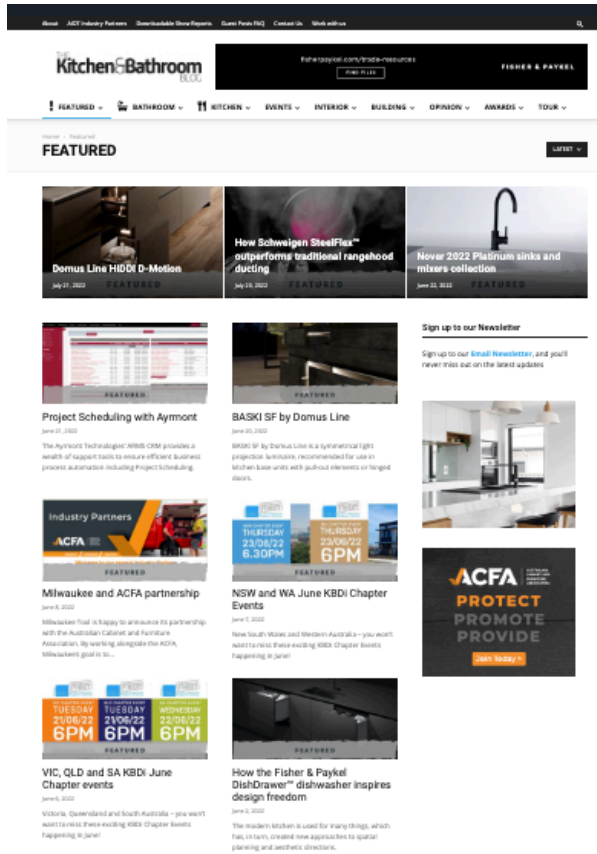 About   AIDT Industry Partners   Downloadable Show Reports   Guest Posts FAQ   Contact Us   Work with us
THE
Kitchen&Bathroom
BLOG
fisherpaykel.com/trade-resources
FIND FILES
FISHER & PAYKEL
FEATURED   BATHROOM   KITCHEN   EVENTS   INTERIOR   BUILDING   OPINION   AWARDS   TOUR
Home › Featured
FEATURED
LATEST
Domus Line HIDDI D-Motion
July 21, 2022
FEATURED
How Schweigen SteelFlex™
outperforms traditional rangehood
ducting
July 20, 2022
FEATURED
Nover 2022 Platinum sinks and
mixers collection
June 22, 2022
FEATURED
FEATURED
Project Scheduling with Ayrmont
June 21, 2022
The Ayrmont Technologies' ARMS CRM provides a
wealth of support tools to ensure efficient business
process automation including Project Scheduling.
FEATURED
BASKI SF by Domus Line
June 20, 2022
BASKI SF by Domus Line is a symmetrical light
projection luminaire, recommended for use in
kitchen base units with pull-out elements or hinged
doors.
Sign up to our Newsletter
Sign up to our Email Newsletter, and you'll
never miss out on the latest updates
Industry Partners
ACFA
FEATURED
Milwaukee and ACFA partnership
June 8, 2022
Milwaukee Tool is happy to announce its partnership
with the Australian Cabinet and Furniture
Association. By working alongside the ACFA,
Milwaukee's goal is to...
THURSDAY
23/06/22
6.30PM
THURSDAY
23/06/22
6PM
FEATURED
NSW and WA June KBDi Chapter
Events
June 7, 2022
New South Wales and Western Australia – you won't
want to miss these exciting KBDi Chapter Events
happening in June!
ACFA
PROTECT
PROMOTE
PROVIDE
Join Today
TUESDAY
21/06/22
6PM
TUESDAY
21/06/22
6PM
WEDNESDAY
22/06/22
6PM
FEATURED
VIC, QLD and SA KBDi June
Chapter events
June 6, 2022
Victoria, Queensland and South Australia – you won't
want to miss these exciting KBDi Chapter Events
happening in June!
FEATURED
How the Fisher & Paykel
DishDrawer™ dishwasher inspires
design freedom
June 2, 2022
The modern kitchen is used for many things, which
has, in turn, created new approaches to spatial
planning and aesthetic directions.